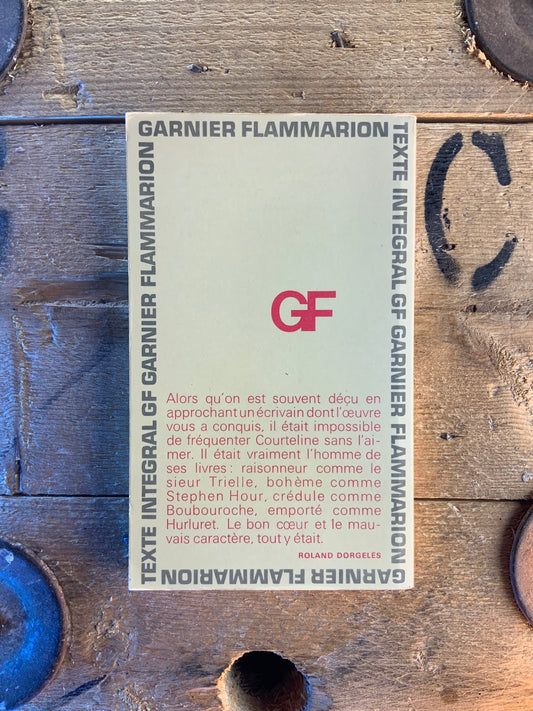 GARNIER FLAMMARION
TEXTE INTEGRAL GF GARNIER FLAMMARION
GARNIER FLAMMARION
TEXTE INTEGRAL GF GARNIER FLAMMARION
GF
Alors qu'on est souvent déçu en
approchant un écrivain dont l'œuvre
vous a conquis, il était impossible
de fréquenter Courteline sans l'ai-
mer. Il était vraiment l'homme de
ses livres : raisonneur comme le
sieur Trielle, bohème comme
Stephen Hour, crédule comme
Boubouroche, emporté comme
Hurluret. Le bon cœur et le mau-
vais caractère, tout y était.
ROLAND DORGELÈS
C